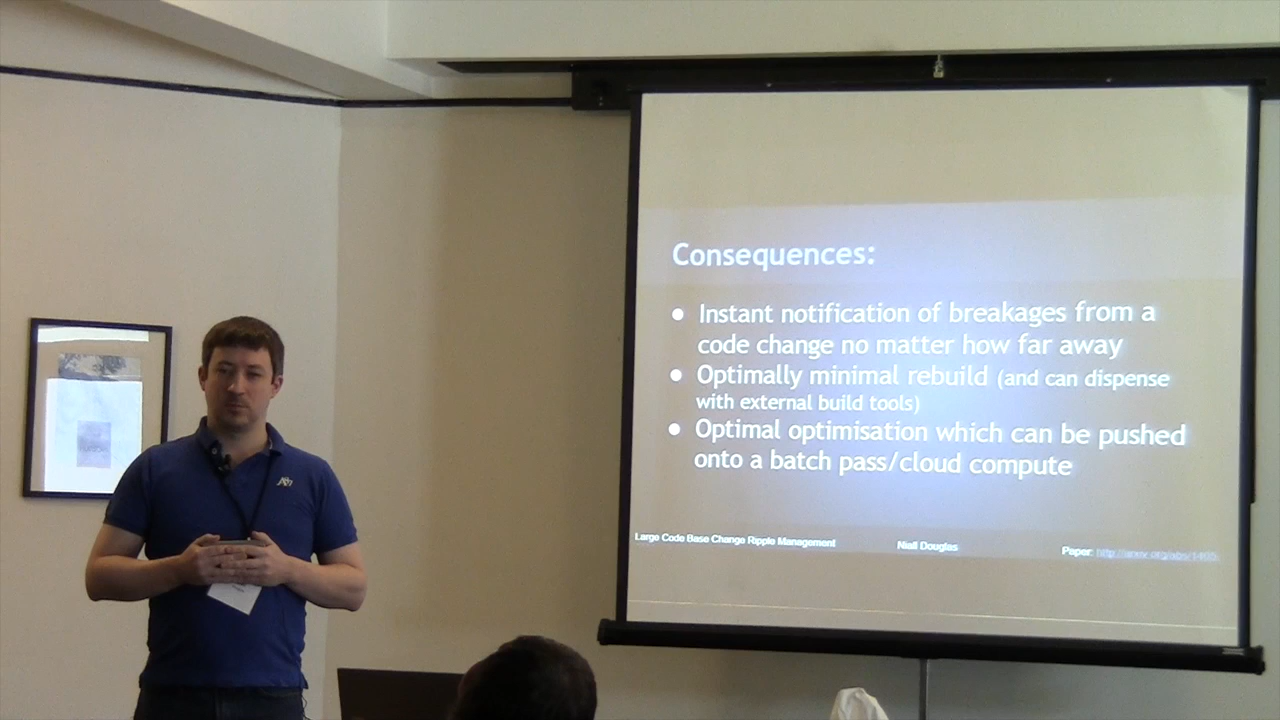 Consequences:
● Instant notification of breakages from a
code change no matter how far away
● Optimally minimal rebuild (and can dispense
with external build tools)
● Optimal optimisation which can be pushed
onto a batch pass/cloud compute
Large Code Base Change Ripple Management
Niall Douglas
Paper: